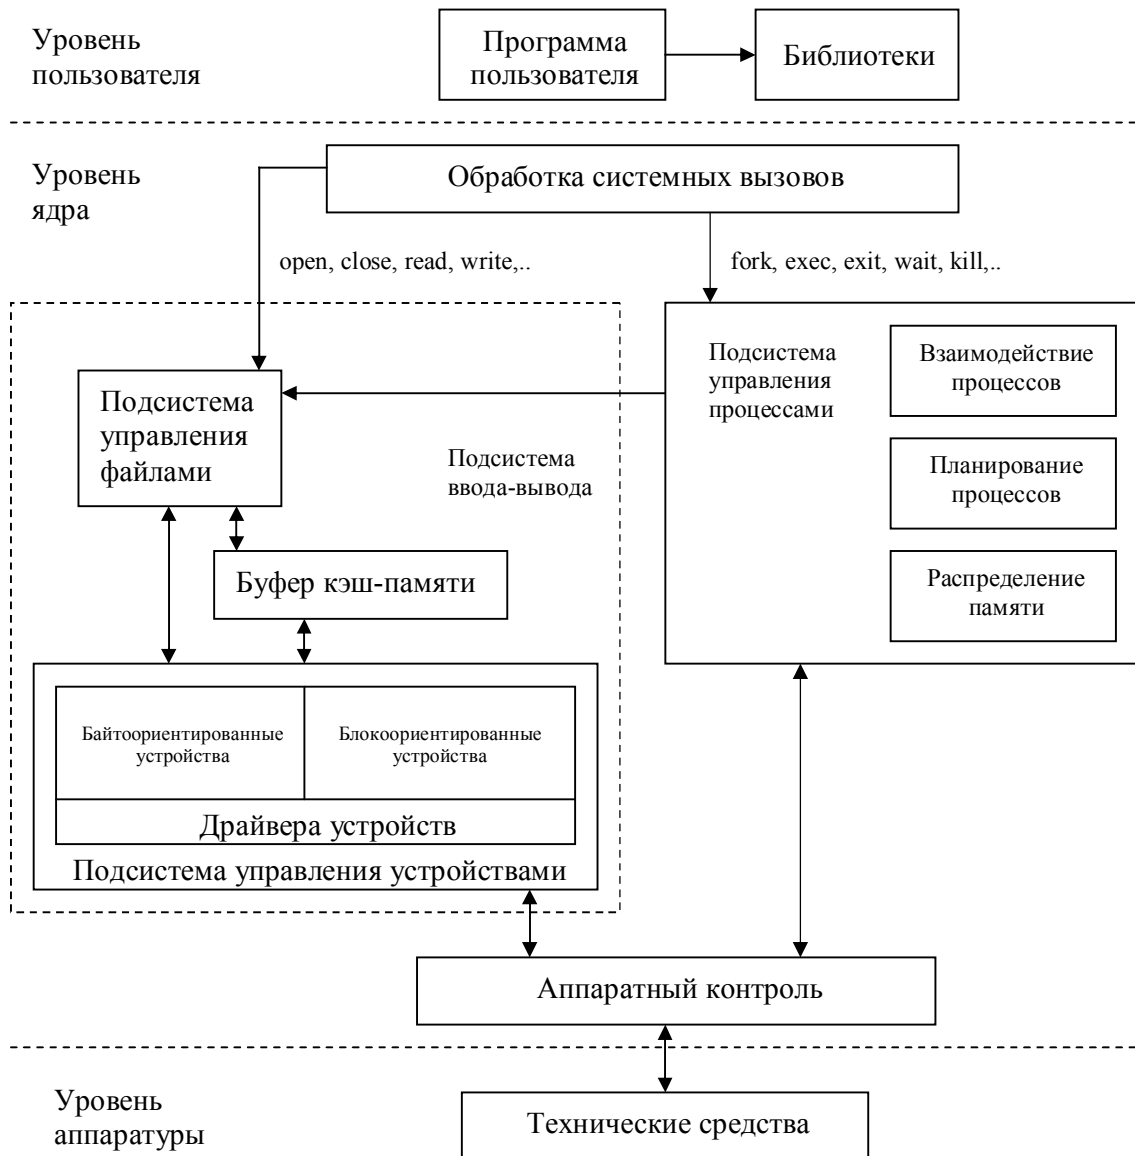 Уровень
пользователя
Программа
пользователя
Библиотеки
Уровень
ядра
Обработка системных вызовов
open, close, read, write,..
fork, exec, exit, wait, kill,..
Подсистема
управления
процессами
Взаимодействие
процессов
Подсистема
управления
файлами
Подсистема
ввода-вывода
Планирование
процессов
Буфер кэш-памяти
Распределение
памяти
Байтоориентированные
устройства
Блокоориентированные
устройства
Драйвера устройств
Подсистема управления устройствами
Аппаратный контроль
Уровень
аппаратуры
Технические средства